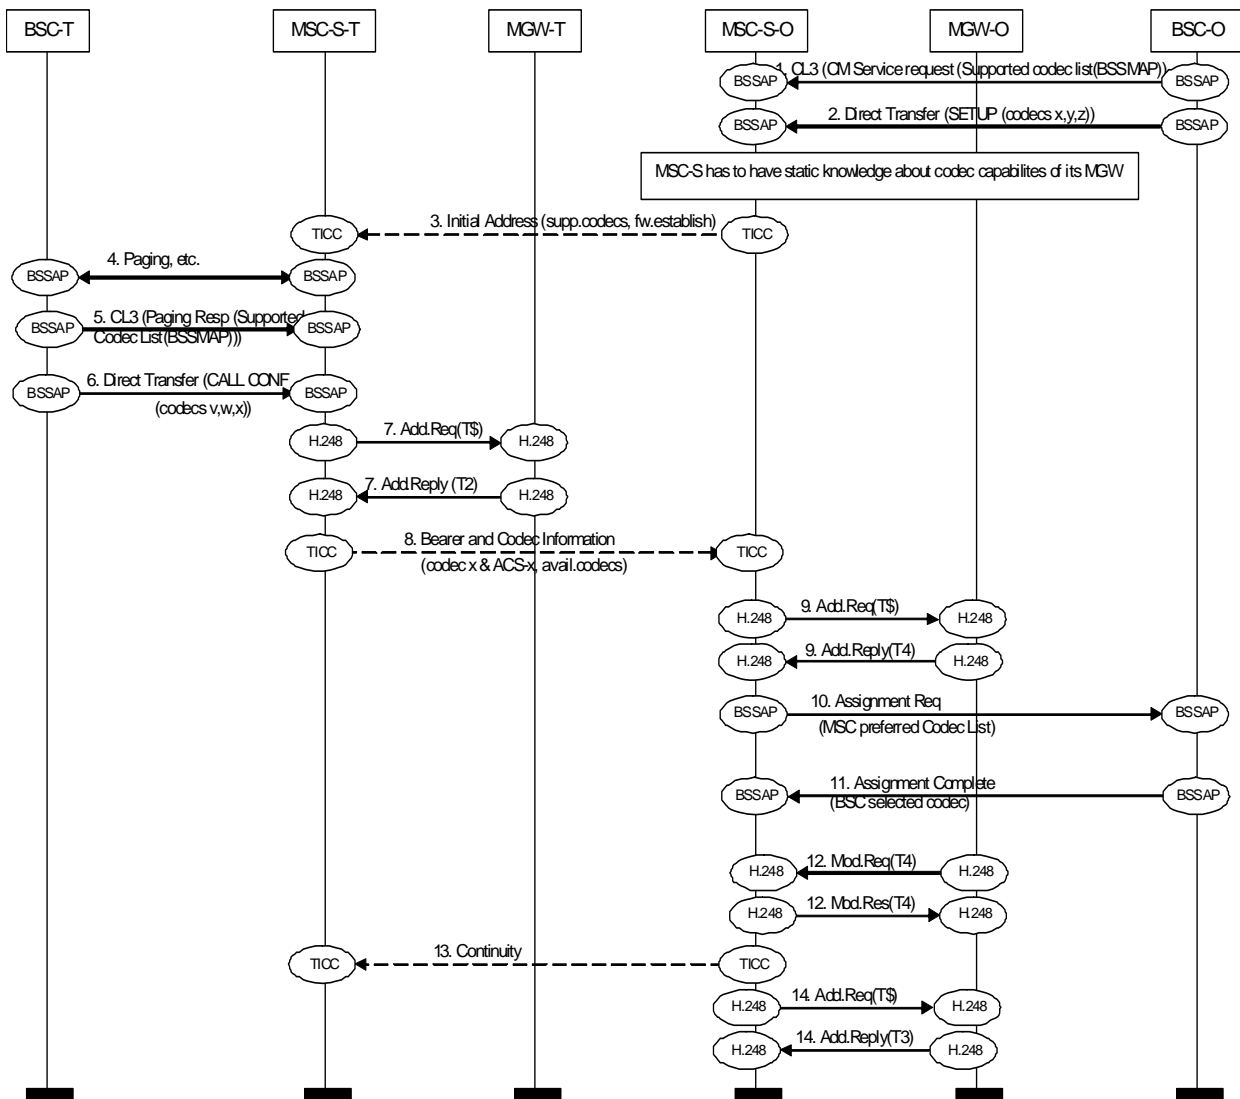 BSC-T
MSC-S-T
MGW-T
MSC-S-O
MGW-O
BSC-O
BSSAP
1. CL3 (CM Service request (Supported codec list(BSSMAP))
BSSAP
BSSAP
2. Direct Transfer (SETUP (codecs x,y,z))
BSSAP
MSC-S has to have static knowledge about codec capabilites of its MGW
TICC
3. Initial Address (supp.codecs, fw.establish)
TICC
BSSAP
4. Paging, etc.
BSSAP
BSSAP
5. CL3 (Paging Resp (Supported
Codec List(BSSMAP)))
BSSAP
BSSAP
6. Direct Transfer (CALL CONF
(codecs v,w,x))
BSSAP
H.248
7. Add.Req(T$)
H.248
H.248
7. Add.Reply (T2)
H.248
TICC
8. Bearer and Codec Information
(codec x & ACS-x, avail.codecs)
TICC
H.248
9. Add.Req(T$)
H.248
H.248
9. Add.Reply(T4)
H.248
BSSAP
10. Assignment Req
(MSC preferred Codec List)
BSSAP
BSSAP
11. Assignment Complete
(BSC selected codec)
BSSAP
H.248
12. Mod.Req(T4)
H.248
H.248
12. Mod.Res(T4)
H.248
TICC
13. Continuity
TICC
H.248
14. Add.Req(T$)
H.248
H.248
14. Add.Reply(T3)
H.248